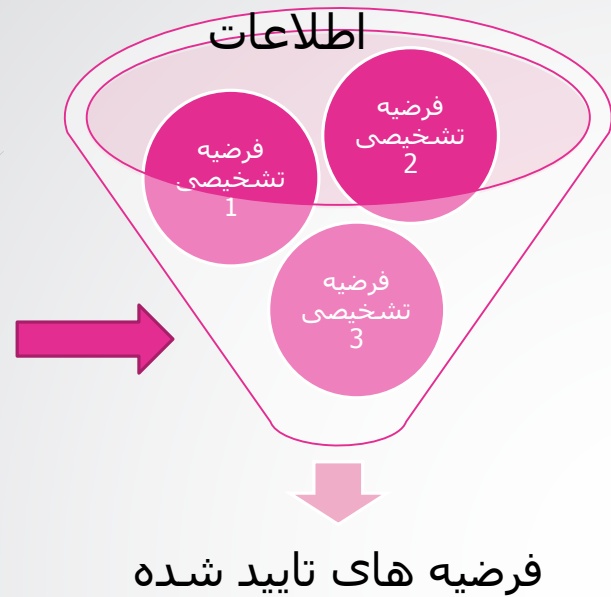 اطلاعات
فرضیه
تشخیصی
2
فرضیه
تشخیصی
1
فرضیه
تشخیصی
3
فرضیه های تایید شده